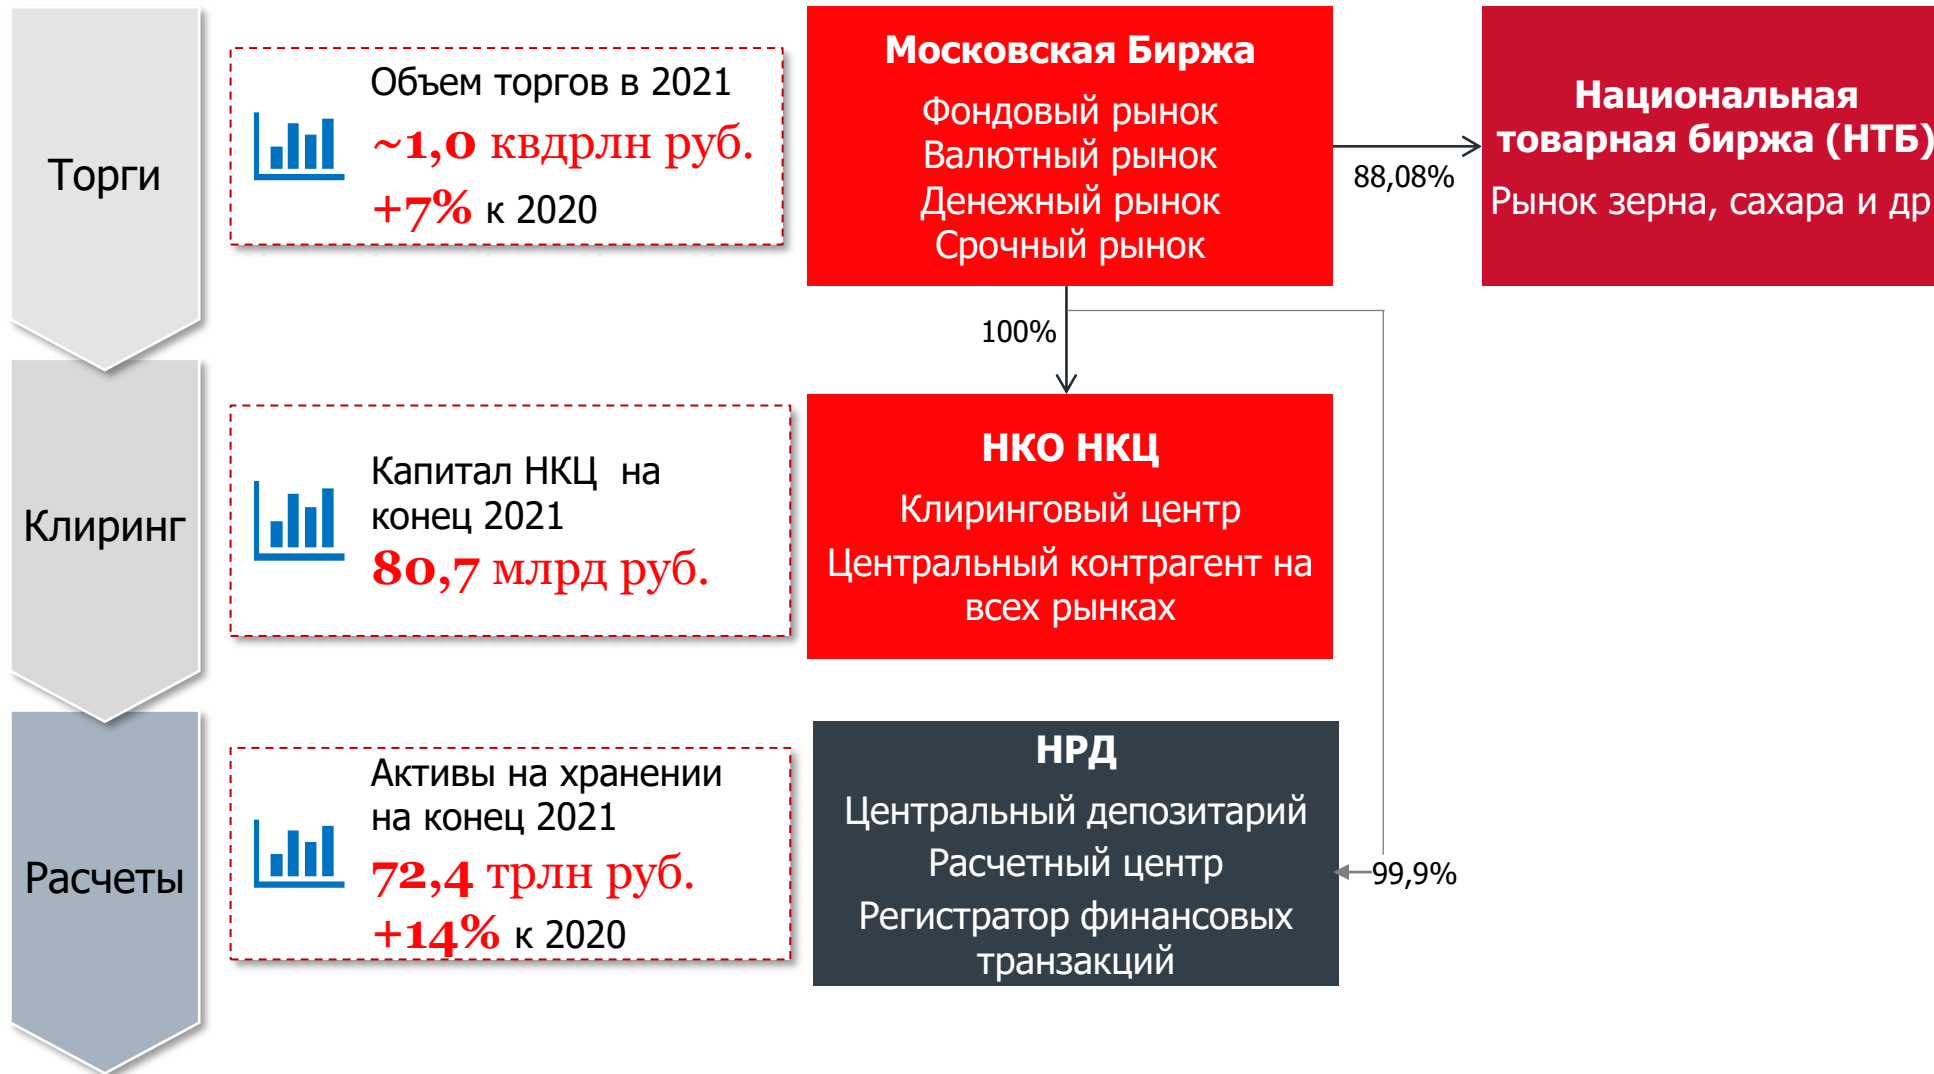 Торги
Объем торгов в 2021
~1,0 квдрлн руб.
+7% к 2020
Московская Биржа
Фондовый рынок
Валютный рынок
Денежный рынок
Срочный рынок
88,08%
Национальная
товарная биржа (НТБ)
Рынок зерна, сахара и др
100%
Клиринг
Капитал НКЦ на
конец 2021
80,7 млрд руб.
НКО НКЦ
Клиринговый центр
Центральный контрагент на
всех рынках
Расчеты
Активы на хранении
на конец 2021
72,4 трлн руб.
+14% к 2020
НРД
Центральный депозитарий
Расчетный центр
Регистратор финансовых
транзакций
99,9%